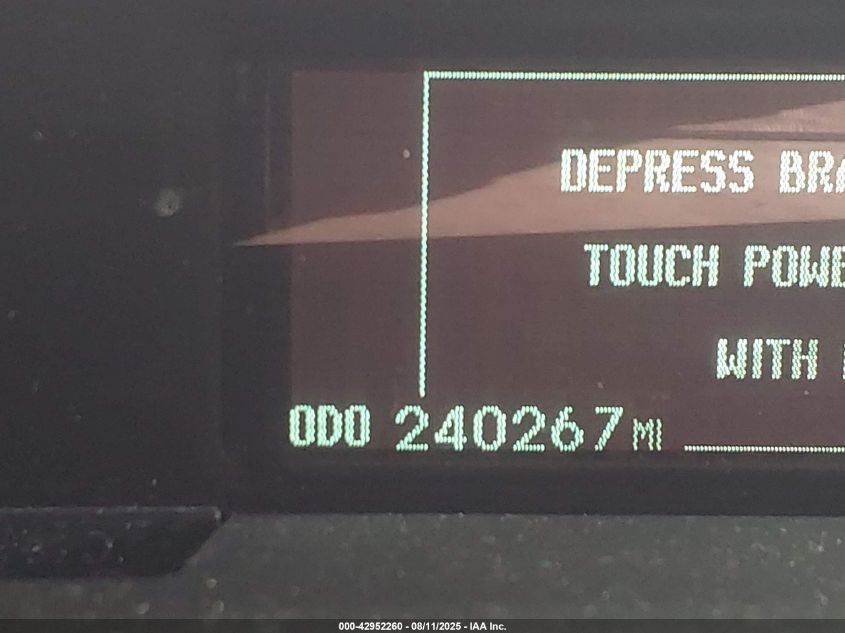 DEPRESS BRA
TOUCH POWE
WITH
ODO 240267 MI
000-42952260 - 08/11/2025 - IAA Inc.